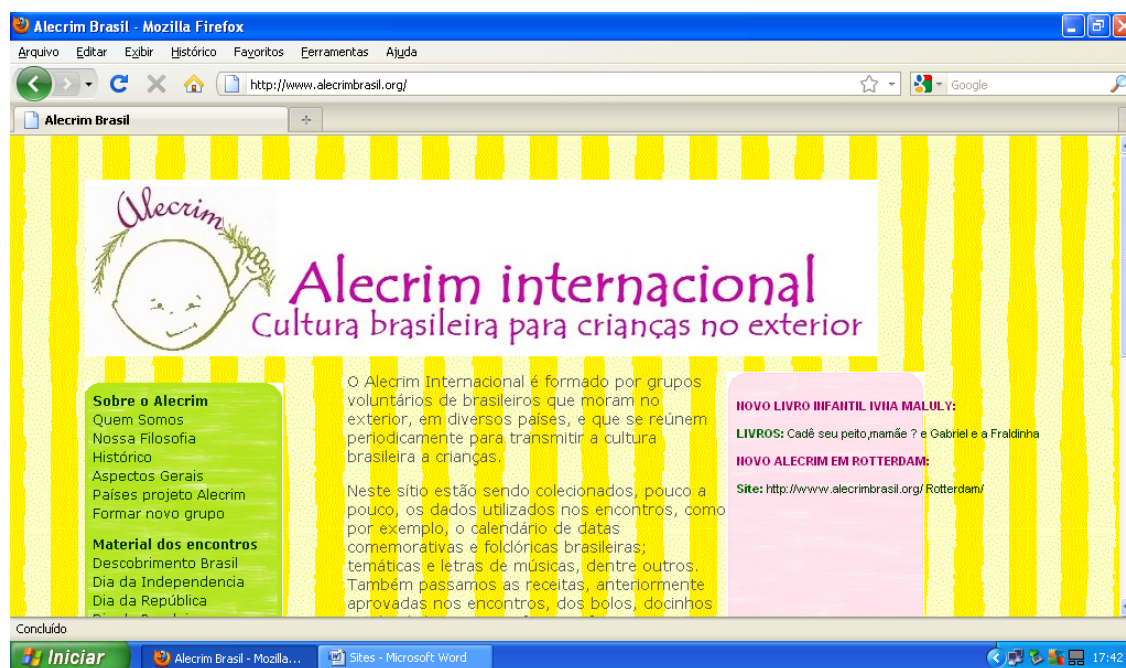 Alecrim Brasil - Mozilla Firefox
Arquivo Editar Exibir Histórico Favoritos Ferramentas Ajuda
http://www.alecrimbrasil.org/
Google
Alecrim Brasil
Alecrim
Alecrim internacional
Cultura brasileira para crianças no exterior
Sobre o Alecrim
Quem Somos
Nossa Filosofia
Histórico
Aspectos Gerais
Países projeto Alecrim
Formar novo grupo
Material dos encontros
Descobrimento Brasil
Dia da Independencia
Dia da República
O Alecrim Internacional é formado por grupos
voluntários de brasileiros que moram no
exterior, em diversos países, e que se reúnem
periodicamente para transmitir a cultura
brasileira a crianças.
Neste sítio estão sendo colecionados, pouco a
pouco, os dados utilizados nos encontros, como
por exemplo, o calendário de datas
comemorativas e folclóricas brasileiras;
temáticas e letras de músicas, dentre outros.
Também passamos as receitas, anteriormente
aprovadas nos encontros, dos bolos, docinhos
NOVO LIVRO INFANTIL IVNA MALULY:
LIVROS: Cadê seu peito,mamãe ? e Gabriel e a Fraldinha
NOVO ALECRIM EM ROTTERDAM:
Site: http://www.alecrimbrasil.org/ Rotterdam/
Concluído
Iniciar
Alecrim Brasil - Mozilla...
Sites - Microsoft Word
17:42